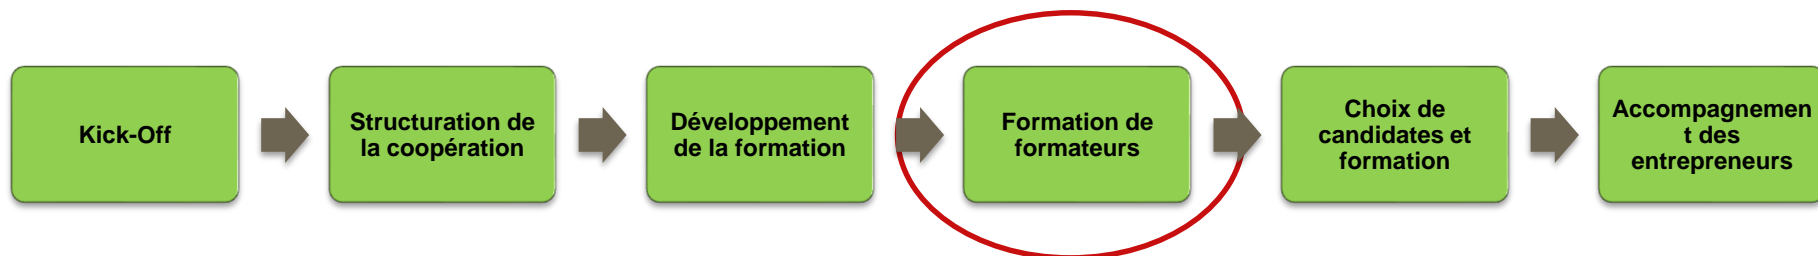 Kick-Off
Structuration de
la coopération
Développement
de la formation
Formation de
formateurs
Choix de
candidates et
formation
Accompagnemen
t des
entrepreneurs